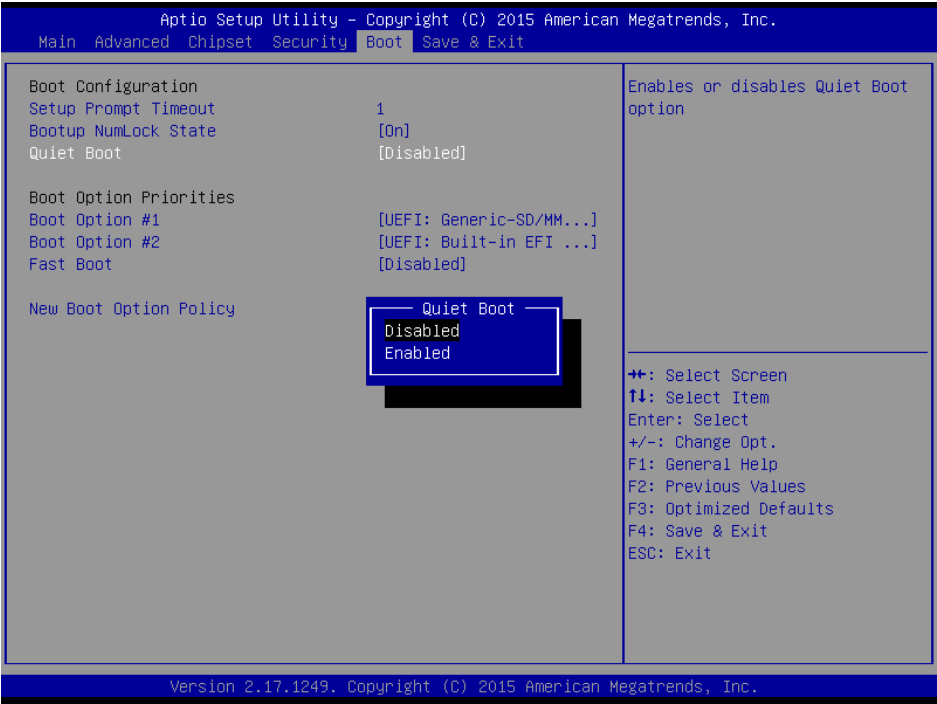 Aptio Setup Utility – Copyright (C) 2015 American Megatrends, Inc.
Main Advanced Chipset Security Boot Save & Exit
Boot Configuration
Setup Prompt Timeout 1
Bootup NumLock State [On]
Quiet Boot [Disabled]
Boot Option Priorities
Boot Option #1 [UEFI: Generic-SD/MM...]
Boot Option #2 [UEFI: Built-in EFI ...]
Fast Boot [Disabled]
New Boot Option Policy
Quiet Boot
Disabled
Enabled
Enables or disables Quiet Boot
option
→←: Select Screen
↑↓: Select Item
Enter: Select
+/-: Change Opt.
F1: General Help
F2: Previous Values
F3: Optimized Defaults
F4: Save & Exit
ESC: Exit
Version 2.17.1249. Copyright (C) 2015 American Megatrends, Inc.